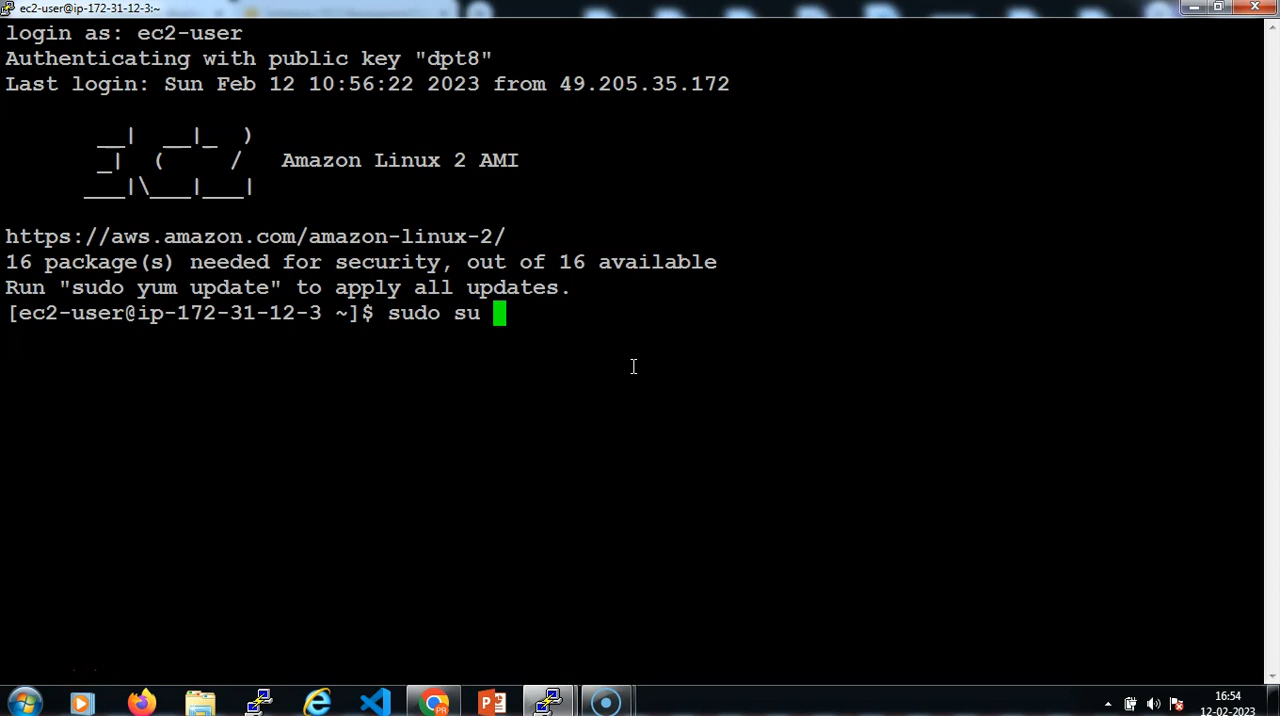 ec2-user@ip-172-31-12-3:~
login as: ec2-user
Authenticating with public key "dpt8"
Last login: Sun Feb 12 10:56:22 2023 from 49.205.35.172
       __|  __|_  )
       _|  (     /   Amazon Linux 2 AMI
      ___|\___|___|
https://aws.amazon.com/amazon-linux-2/
16 package(s) needed for security, out of 16 available
Run "sudo yum update" to apply all updates.
[ec2-user@ip-172-31-12-3 ~]$ sudo su
PR
16:54
12-02-2023